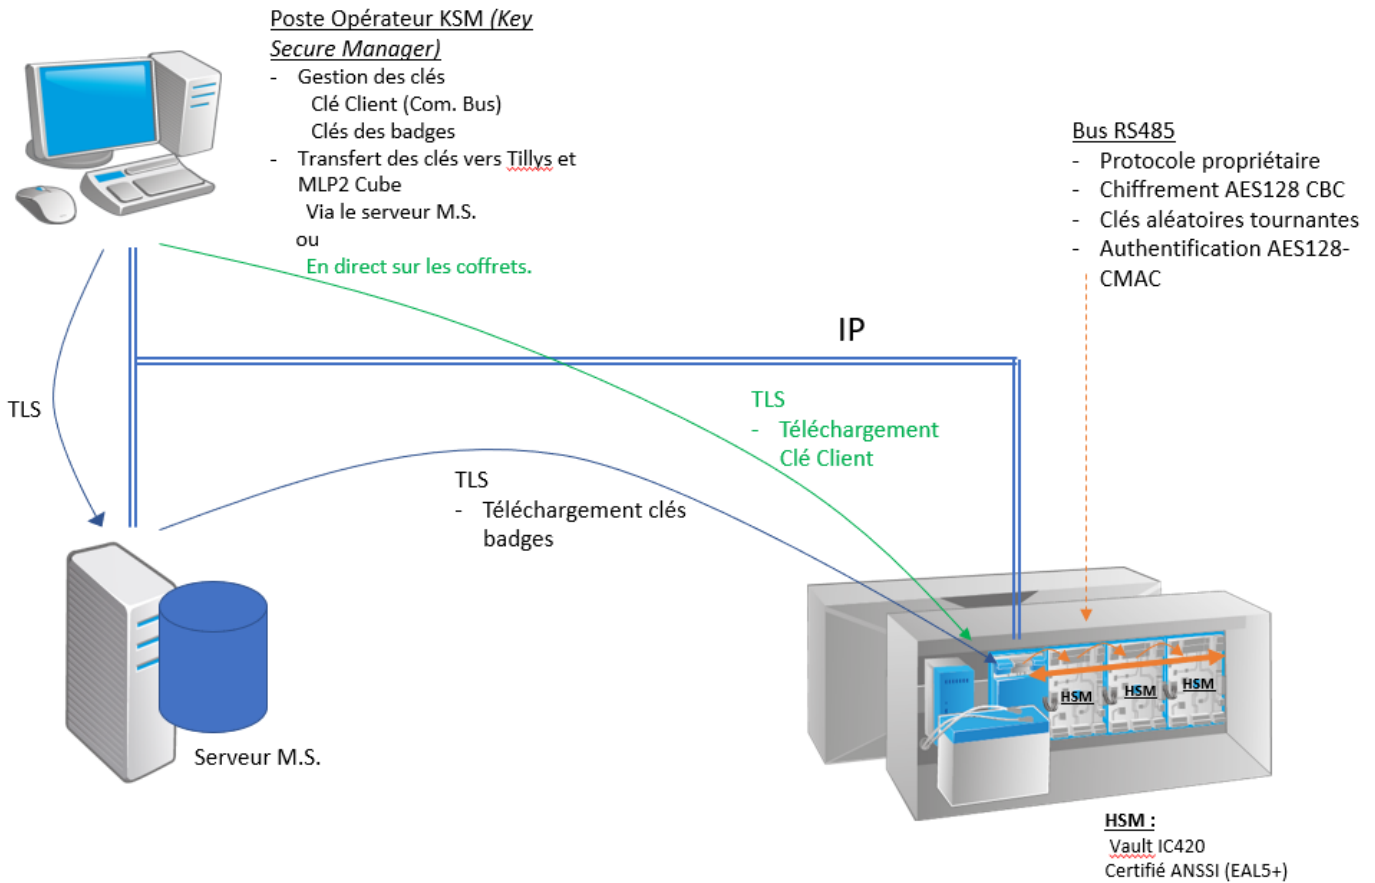 Poste Opérateur KSM (Key
Secure Manager)
- Gestion des clés
Clé Client (Com. Bus)
Clés des badges
- Transfert des clés vers Tillys et
MLP2 Cube
Via le serveur M.S.
ou
En direct sur les coffrets.
Bus RS485
- Protocole propriétaire
- Chiffrement AES128 CBC
- Clés aléatoires tournantes
- Authentification AES128-
CMAC
IP
TLS
TLS
- Téléchargement
Clé Client
TLS
- Téléchargement clés
badges
Serveur M.S.
HSM
HSM
HSM
HSM :
Vault IC420
Certifié ANSSI (EAL5+)